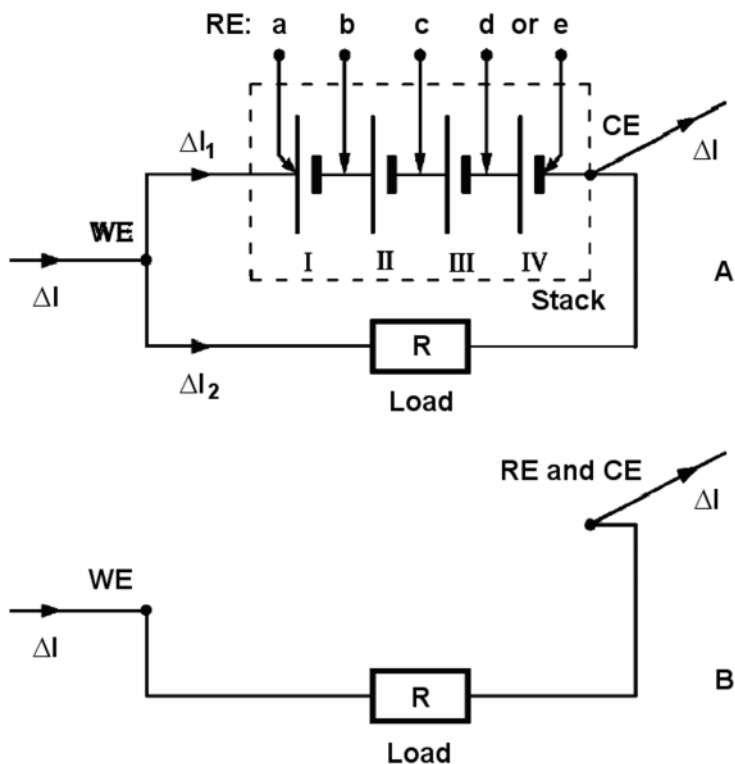 RE: a b c d or e
CE
ΔI₁
ΔI
WE
I II III IV
ΔI
Stack
A
R
ΔI₂
Load
RE and CE
ΔI
WE
ΔI
R
B
Load